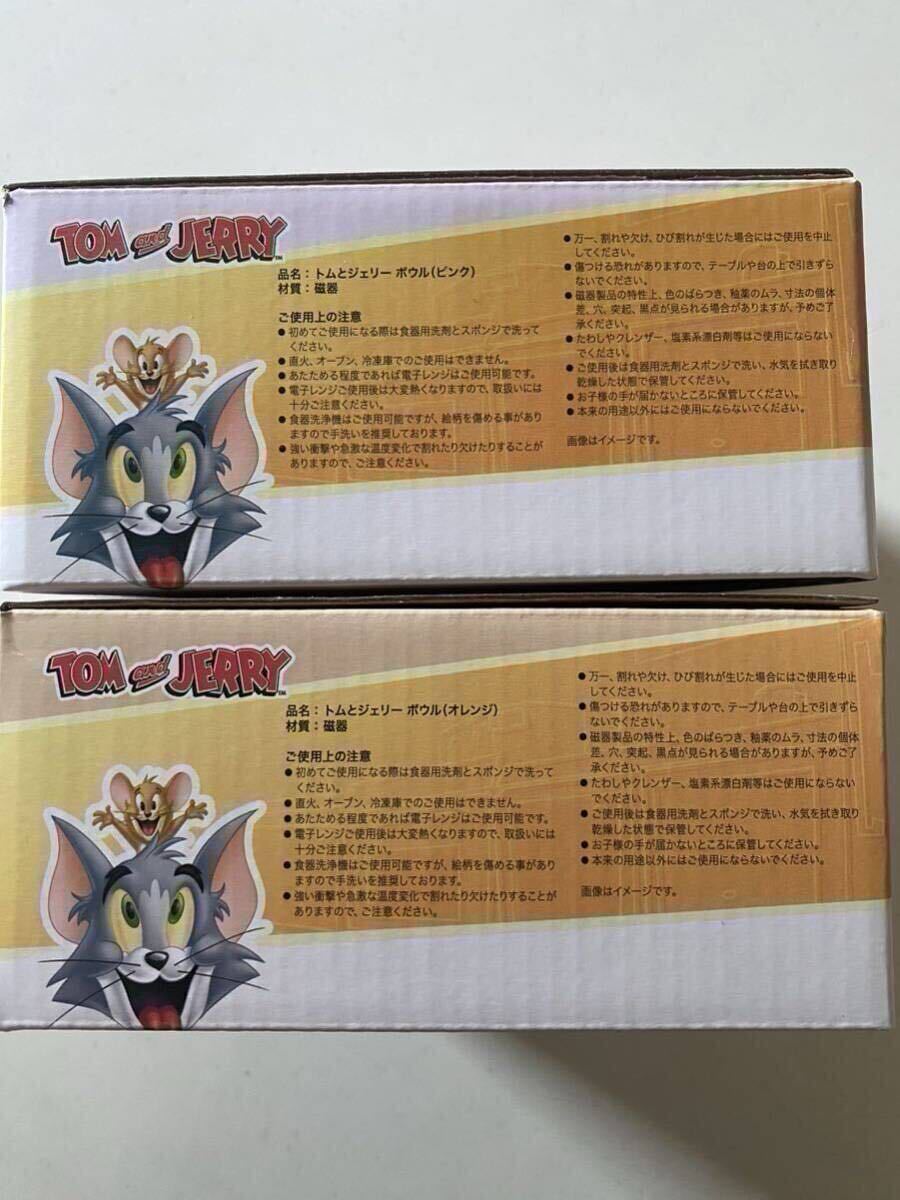 TOM and JERRY™
品名：トムとジェリー ボウル（ピンク）
材質：磁器
ご使用上の注意
●初めてご使用になる際は食器用洗剤とスポンジで洗って
ください。
●直火、オーブン、冷凍庫でのご使用はできません。
●あたためる程度であれば電子レンジはご使用可能です。
●電子レンジご使用後は大変熱くなりますので、取扱いには
十分ご注意ください。
●食器洗浄機はご使用可能ですが、絵柄を傷める事があり
ますので手洗いを推奨しております。
●強い衝撃や急激な温度変化で割れたり欠けたりすることが
ありますので、ご注意ください。
●万一、割れや欠け、ひび割れが生じた場合にはご使用を中止
してください。
●傷つける恐れがありますので、テーブルや台の上で引きずら
ないでください。
●磁器製品の特性上、色のばらつき、釉薬のムラ、寸法の個体
差、穴、突起、黒点が見られる場合がありますが、予めご了
承ください。
●たわしやクレンザー、塩素系漂白剤等はご使用にならない
でください。
●ご使用後は食器用洗剤とスポンジで洗い、水気を拭き取り
乾燥した状態で保管してください。
●お子様の手が届かないところに保管してください。
●本来の用途以外にはご使用にならないでください。
画像はイメージです。
TOM and JERRY™
品名：トムとジェリー ボウル（オレンジ）
材質：磁器
ご使用上の注意
●初めてご使用になる際は食器用洗剤とスポンジで洗って
ください。
●直火、オーブン、冷凍庫でのご使用はできません。
●あたためる程度であれば電子レンジはご使用可能です。
●電子レンジご使用後は大変熱くなりますので、取扱いには
十分ご注意ください。
●食器洗浄機はご使用可能ですが、絵柄を傷める事があり
ますので手洗いを推奨しております。
●強い衝撃や急激な温度変化で割れたり欠けたりすることが
ありますので、ご注意ください。
●万一、割れや欠け、ひび割れが生じた場合にはご使用を中止
してください。
●傷つける恐れがありますので、テーブルや台の上で引きずら
ないでください。
●磁器製品の特性上、色のばらつき、釉薬のムラ、寸法の個体
差、穴、突起、黒点が見られる場合がありますが、予めご了
承ください。
●たわしやクレンザー、塩素系漂白剤等はご使用にならない
でください。
●ご使用後は食器用洗剤とスポンジで洗い、水気を拭き取り
乾燥した状態で保管してください。
●お子様の手が届かないところに保管してください。
●本来の用途以外にはご使用にならないでください。
画像はイメージです。